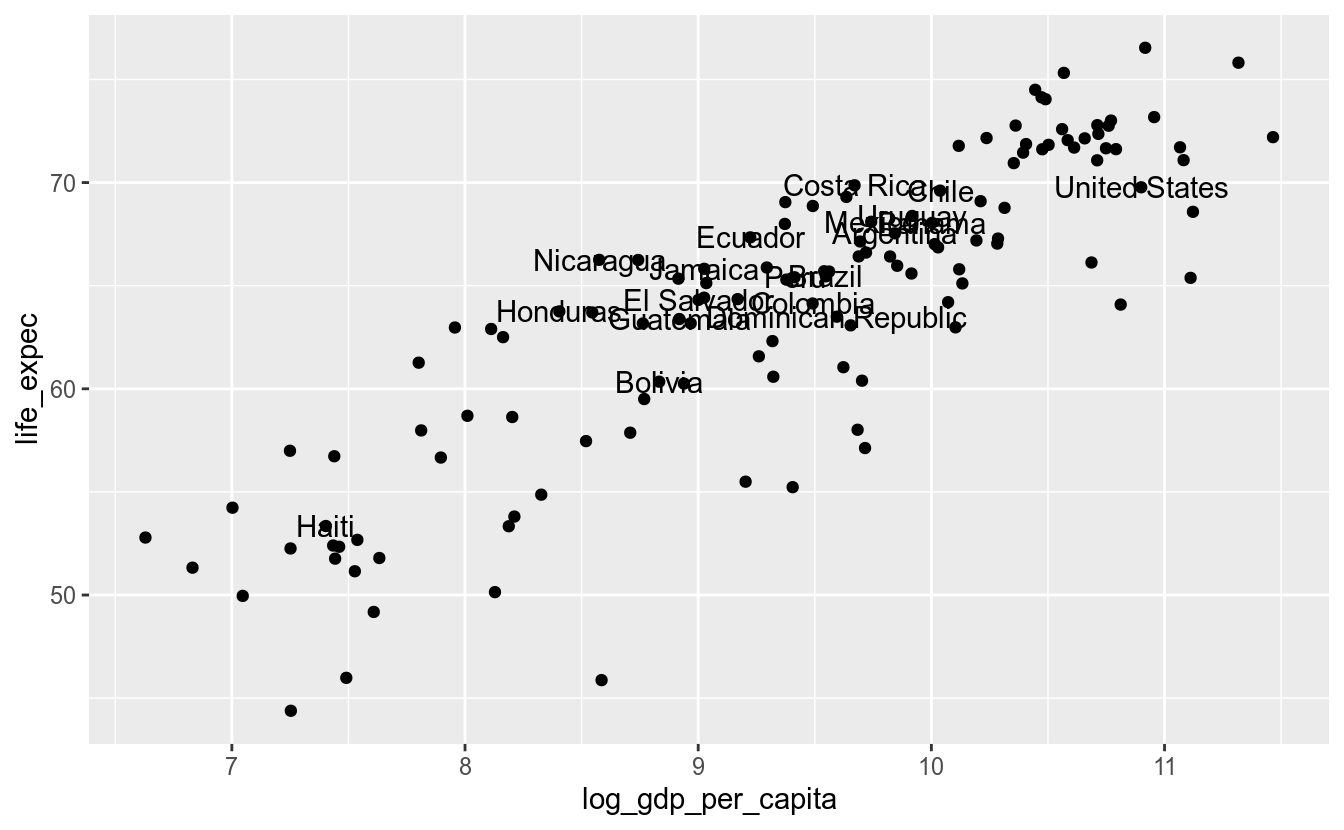 life_expec
70
60
50
Costa Rica
Chile
United States
Uruguay
Mexico
Panama
Argentina
Ecuador
Nicaragua
Jamaica
Peru
Brazil
El Salvador
Colombia
Honduras
Guatemala
Dominican Republic
Bolivia
Haiti
7
8
9
10
11
log_gdp_per_capita